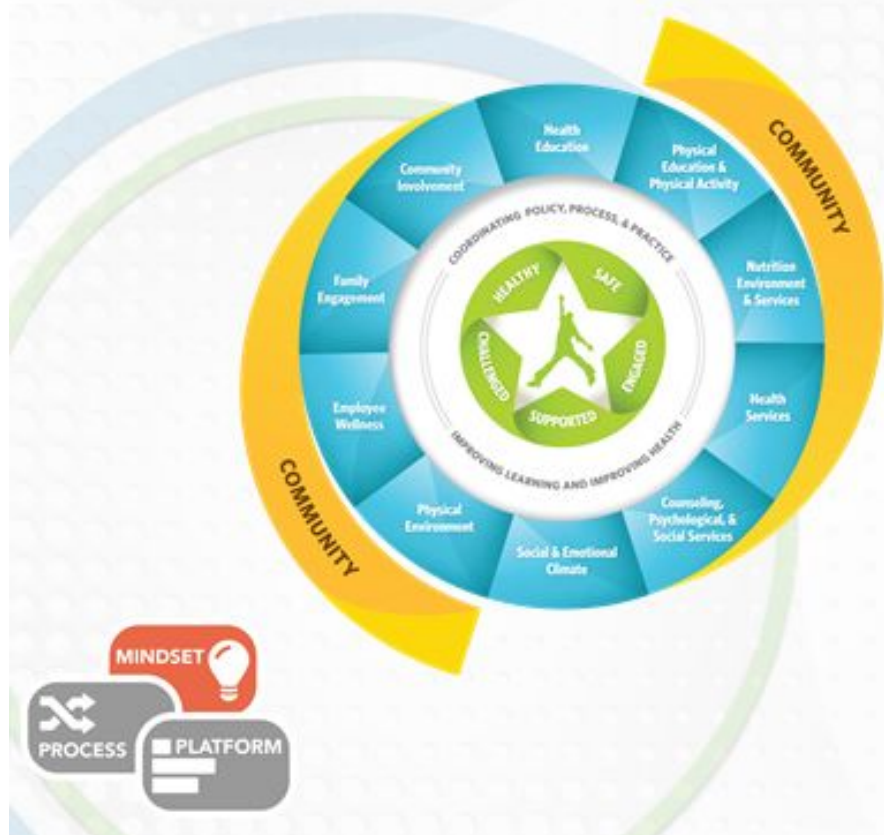 COMMUNITY
Health
Education
Physical
Education &
Physical Activity
Nutrition
Environment
& Services
Health
Services
Counseling,
Psychological, &
Social Services
Social & Emotional
Climate
Physical
Environment
Employee
Wellness
Family
Engagement
Community
Involvement
COORDINATING POLICY, PROCESS, & PRACTICE
IMPROVING LEARNING AND IMPROVING HEALTH
HEALTHY
SAFE
ENGAGED
SUPPORTED
CHALLENGED
COMMUNITY
MINDSET
PROCESS
PLATFORM